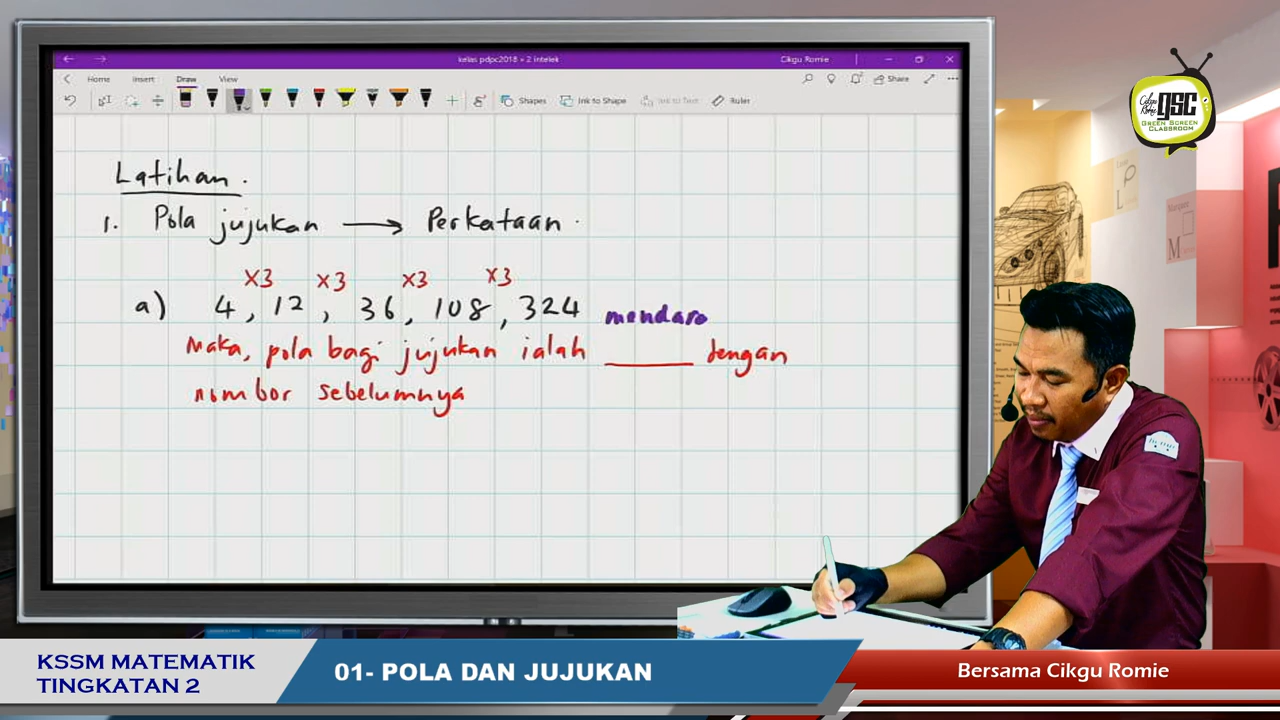 kelas pdpc2018 » 2 intelek
Cikgu Romie
Home Insert Draw View
Share
Shapes Ink to Shape Ink to Text Ruler
Latihan.
1. Pola jujukan → Perkataan.
x3 x3 x3 x3
a) 4, 12, 36, 108, 324 mendara
Maka, pola bagi jujukan ialah ______ dengan
nombor sebelumnya
Cikgu Romie GSC
GREEN SCREEN
CLASSROOM
KSSM MATEMATIK
TINGKATAN 2
01- POLA DAN JUJUKAN
Bersama Cikgu Romie